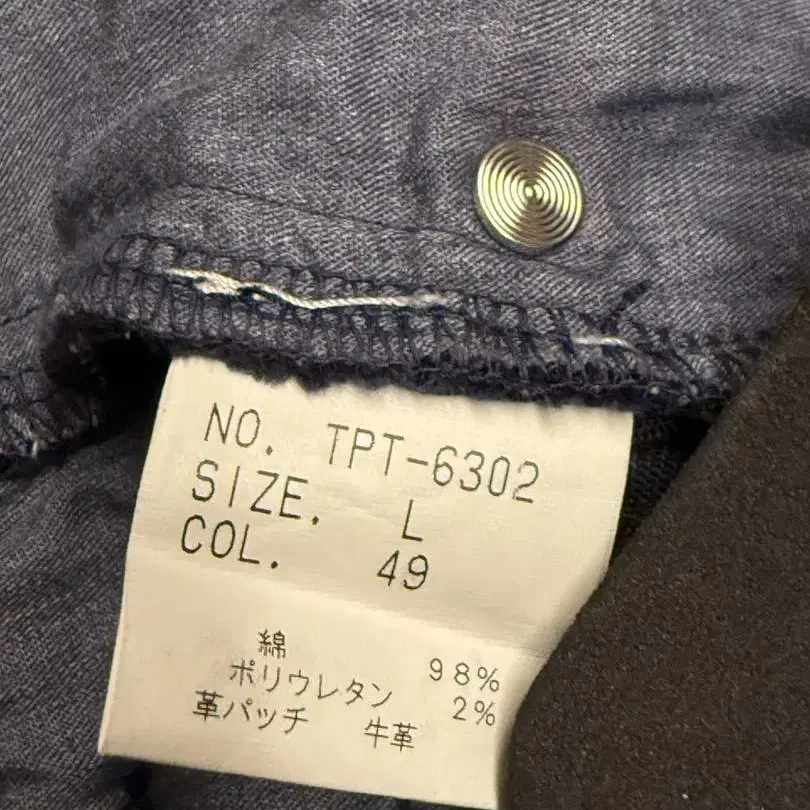 NO. TPT-6302
SIZE. L
COL. 49
綿 98%
ポリウレタン 2%
革パッチ 牛革